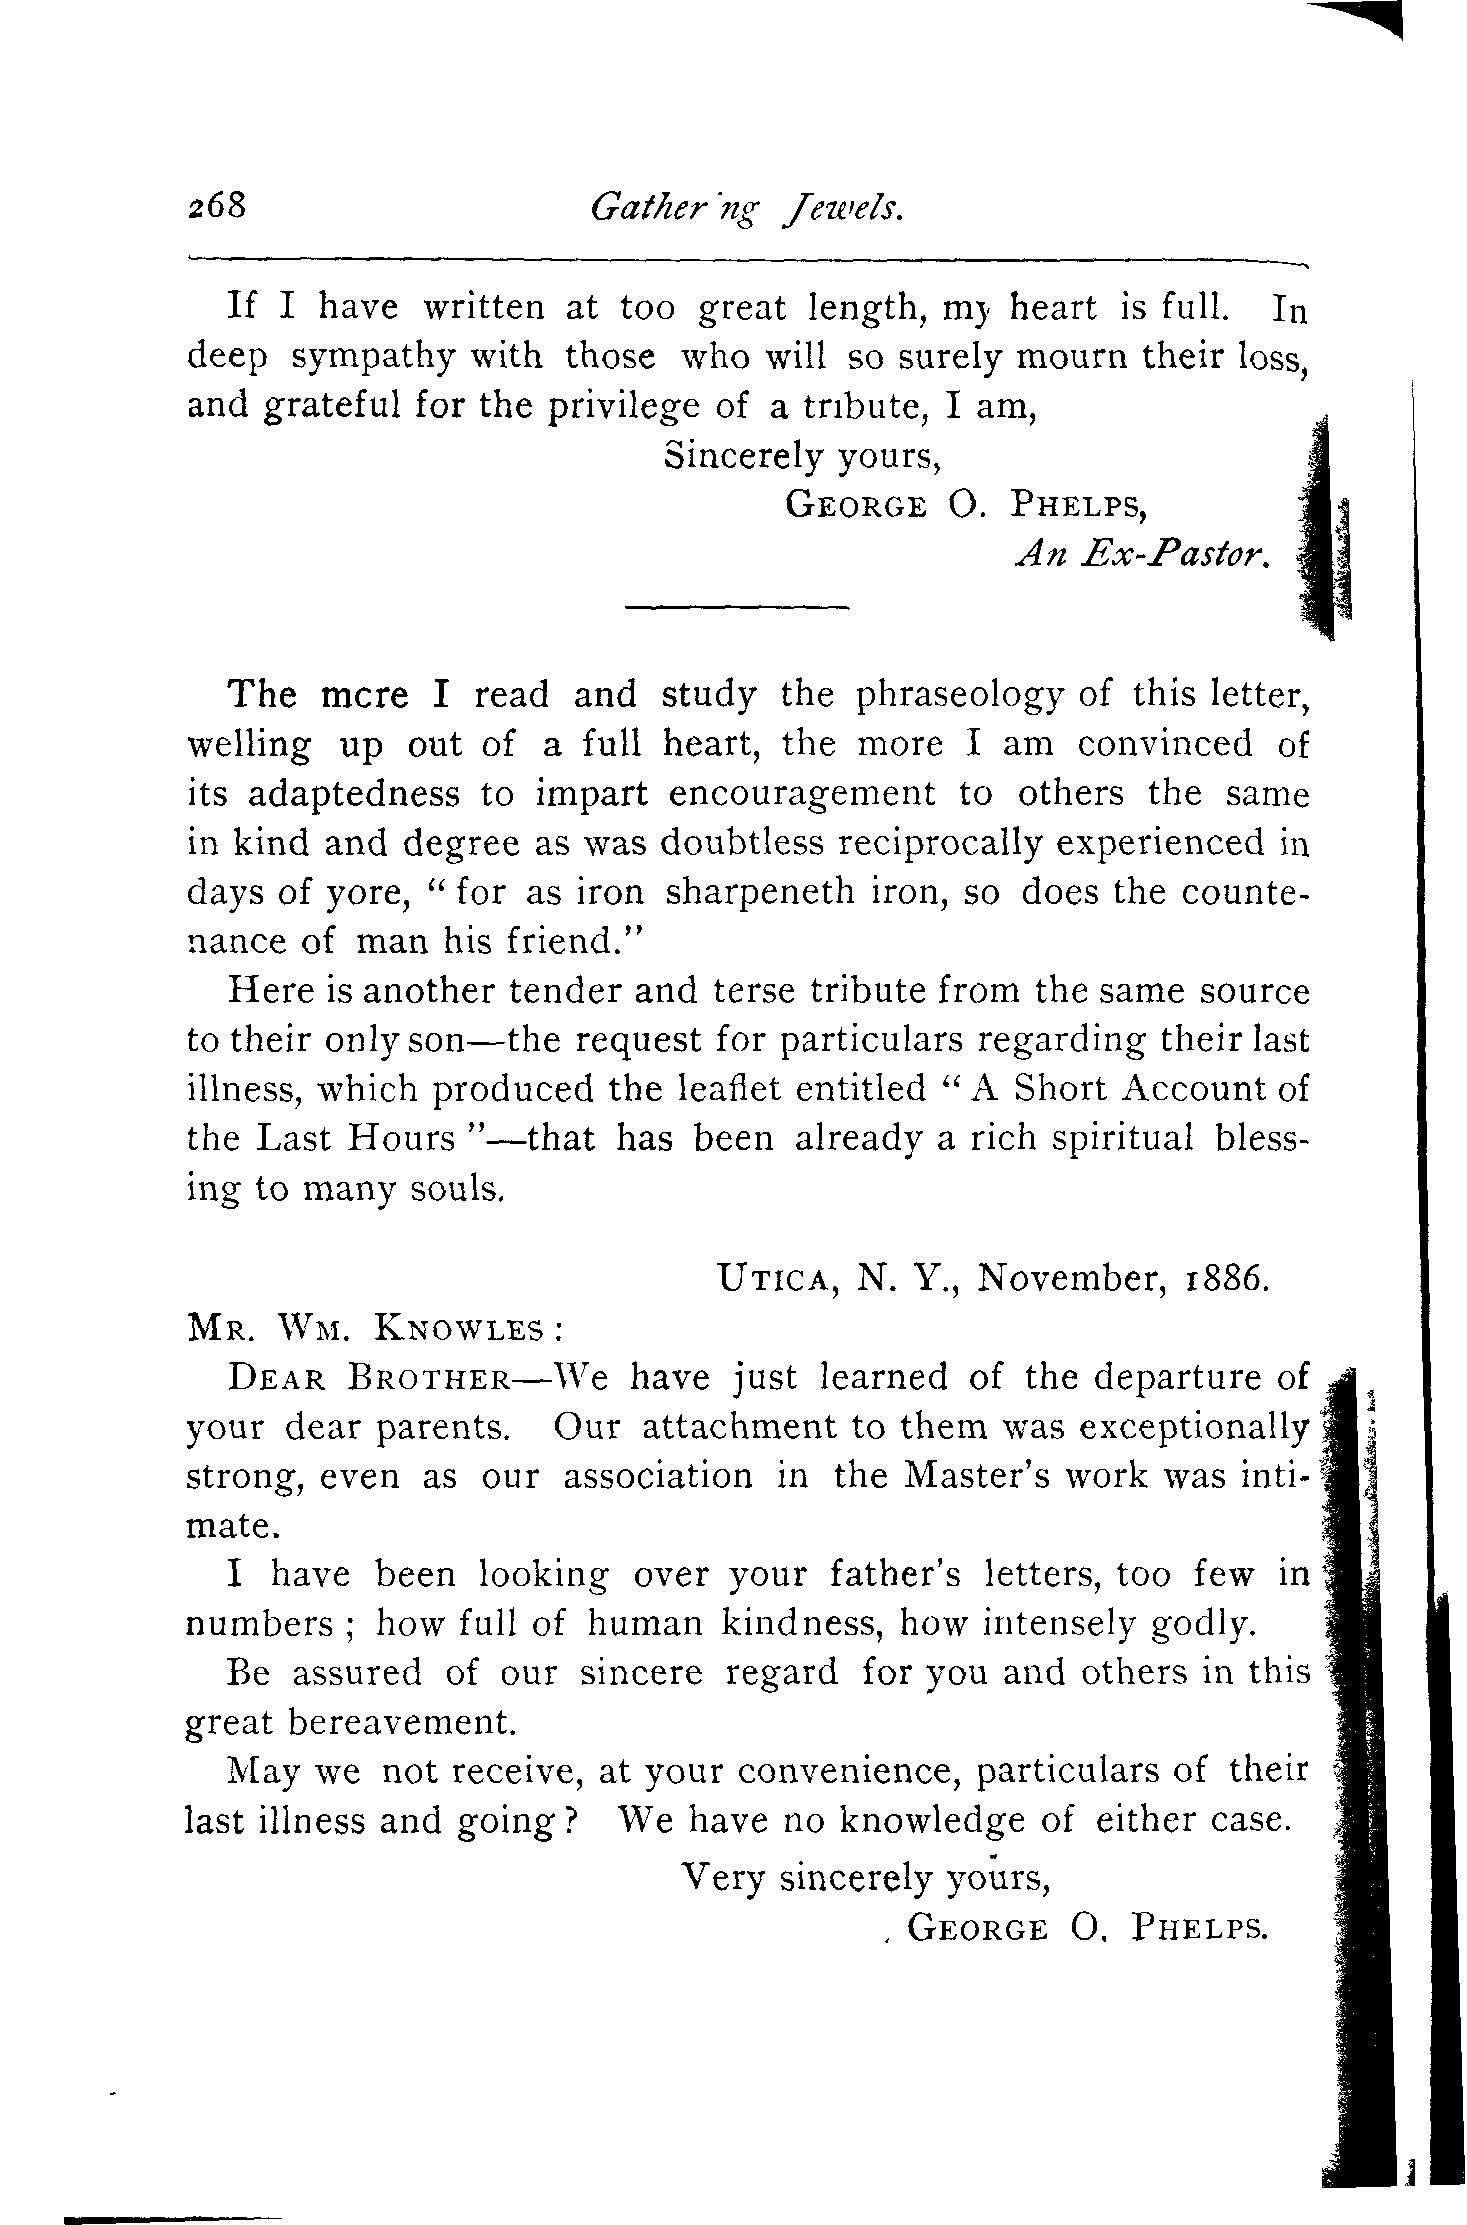 268 Gathering Jewels.
If I have written at too great length, my heart is full. In
deep sympathy with those who will so surely mourn their loss,
and grateful for the privilege of a tribute, I am,
Sincerely yours,
GEORGE O. PHELPS,
An Ex-Pastor.
The more I read and study the phraseology of this letter,
welling up out of a full heart, the more I am convinced of
its adaptedness to impart encouragement to others the same
in kind and degree as was doubtless reciprocally experienced in
days of yore, “ for as iron sharpeneth iron, so does the counte-
nance of man his friend.”
Here is another tender and terse tribute from the same source
to their only son—the request for particulars regarding their last
illness, which produced the leaflet entitled “ A Short Account of
the Last Hours ”—that has been already a rich spiritual bless-
ing to many souls.
UTICA, N. Y., November, 1886.
MR. WM. KNOWLES :
DEAR BROTHER—We have just learned of the departure of
your dear parents. Our attachment to them was exceptionally
strong, even as our association in the Master’s work was inti-
mate.
I have been looking over your father’s letters, too few in
numbers ; how full of human kindness, how intensely godly.
Be assured of our sincere regard for you and others in this
great bereavement.
May we not receive, at your convenience, particulars of their
last illness and going ? We have no knowledge of either case.
Very sincerely yours,
GEORGE O. PHELPS.